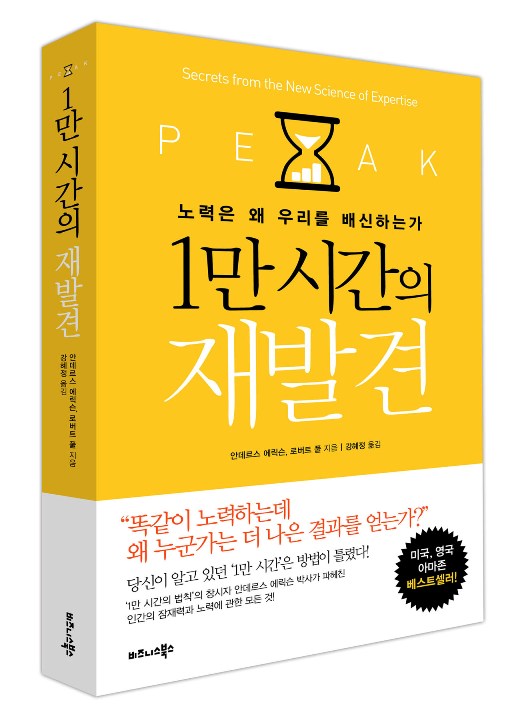 PEAK
1만 시간의 재발견
안데르스 에릭슨, 로버트 풀 지음
강혜정 옮김
비즈니스북스
Secrets from the New Science of Expertise
PEAK
노력은 왜 우리를 배신하는가
1만 시간의
재발견
안데르스 에릭슨, 로버트 풀 지음 | 강혜정 옮김
“똑같이 노력하는데
왜 누군가는 더 나은 결과를 얻는가?”
당신이 알고 있던 ‘1만 시간’은 방법이 틀렸다!
‘1만 시간의 법칙’의 창시자 안데르스 에릭슨 박사가 파헤친
인간의 잠재력과 노력에 관한 모든 것!
미국, 영국
아마존
베스트셀러!
비즈니스북스